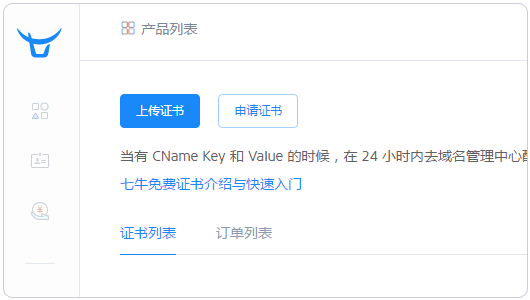 产品列表
上传证书
申请证书
当有 CName Key 和 Value 的时候，在 24 小时内去域名管理中心
七牛免费证书介绍与快速入门
证书列表
订单列表